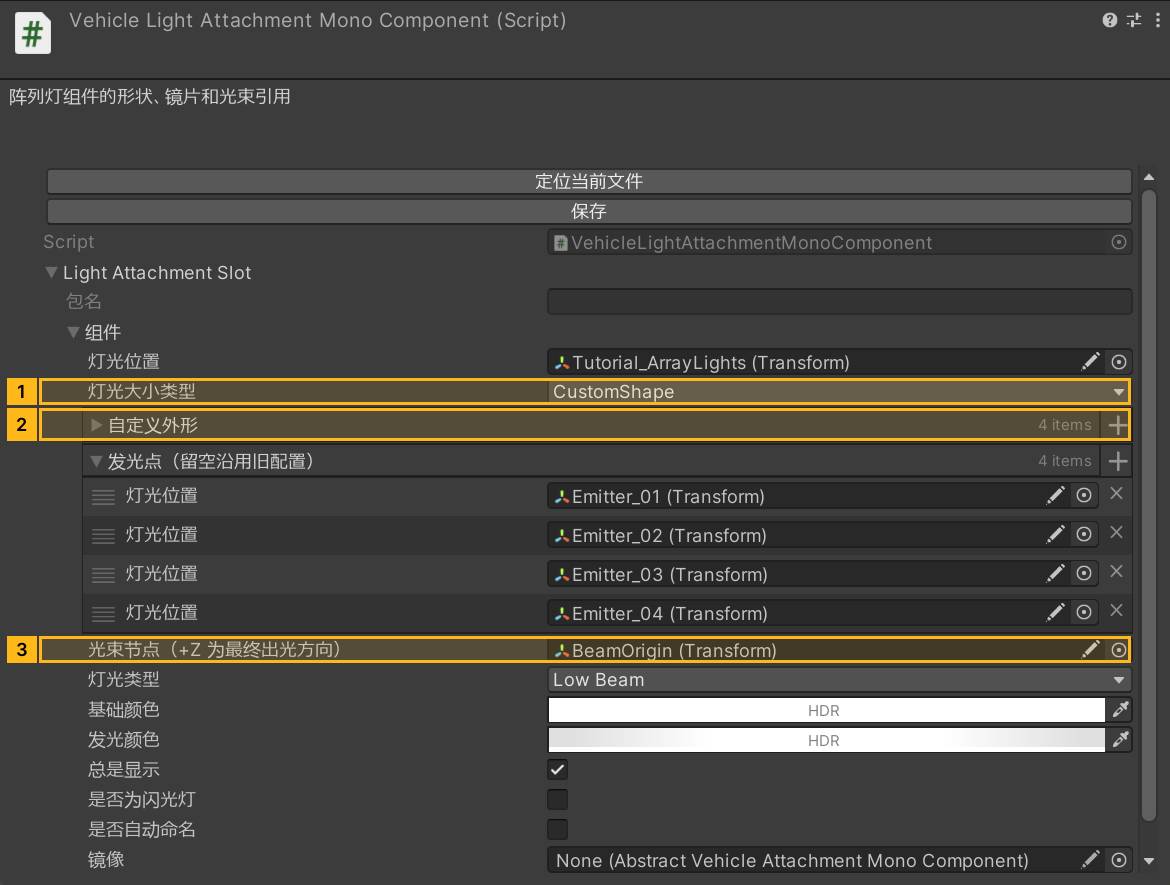 Vehicle Light Attachment Mono Component (Script)
#
阵列灯组件的形状、镜片和光束引用
定位当前文件
保存
Script # VehicleLightAttachmentMonoComponent
Light Attachment Slot
包名
组件
灯光位置 Tutorial_ArrayLights (Transform)
1 灯光大小类型 CustomShape
2 自定义外形 4 items
发光点（留空沿用旧配置） 4 items
灯光位置 Emitter_01 (Transform)
灯光位置 Emitter_02 (Transform)
灯光位置 Emitter_03 (Transform)
灯光位置 Emitter_04 (Transform)
3 光束节点（+Z 为最终出光方向） BeamOrigin (Transform)
灯光类型 Low Beam
基础颜色 HDR
发光颜色 HDR
总是显示
是否为闪光灯
是否自动命名
镜像 None (Abstract Vehicle Attachment Mono Component)